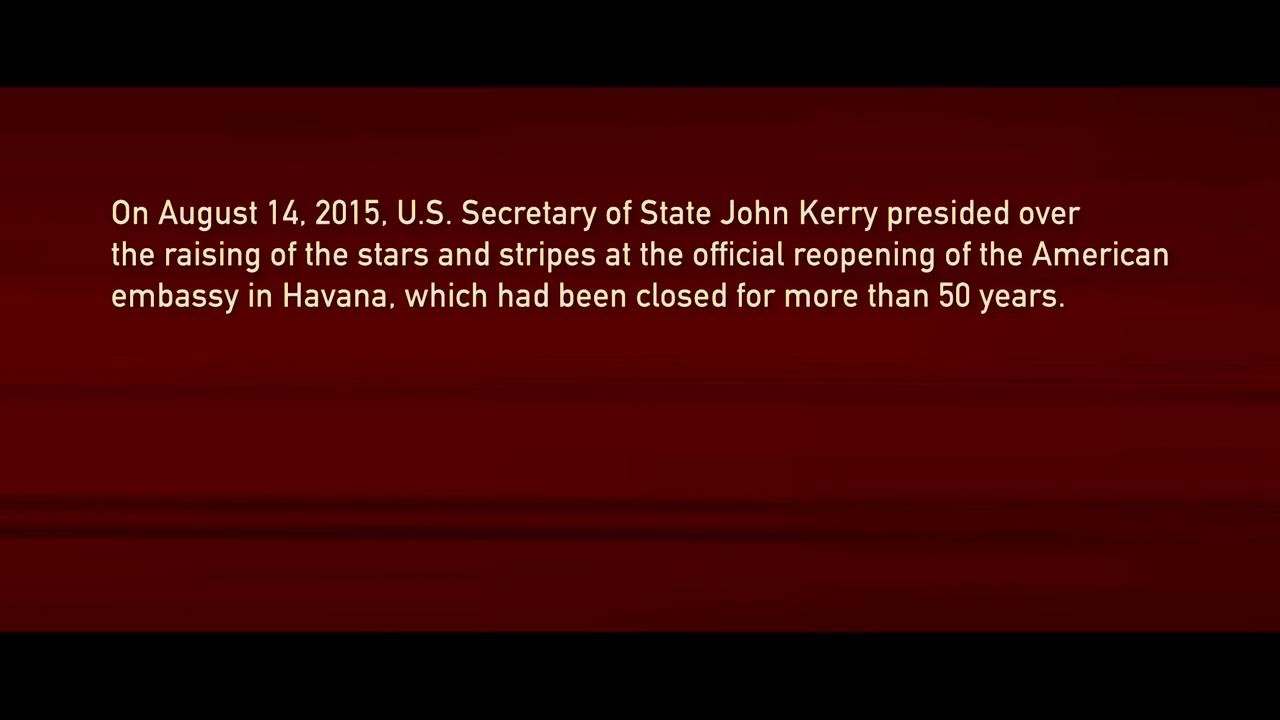 On August 14, 2015, U.S. Secretary of State John Kerry presided over
the raising of the stars and stripes at the official reopening of the American
embassy in Havana, which had been closed for more than 50 years.